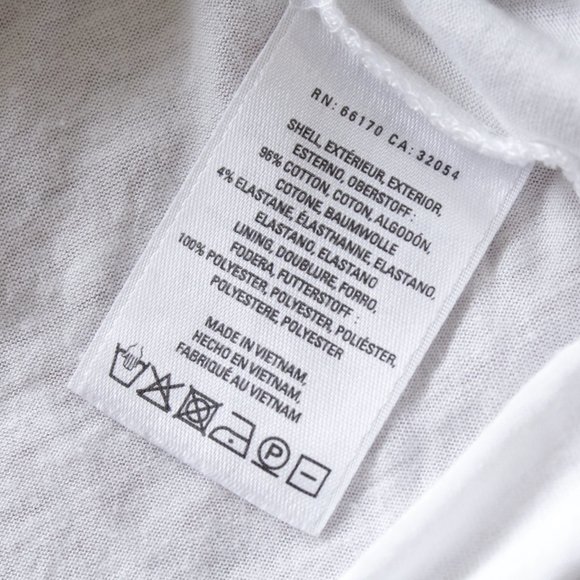 RN: 66170 CA: 32054
SHELL, EXTÉRIEUR, EXTERIOR,
ESTERNO, OBERSTOFF :
96% COTTON, COTON, ALGODÓN,
COTONE, BAUMWOLLE
4% ELASTANE, ÉLASTHANNE, ELASTANO,
ELASTANO, ELASTANO
LINING, DOUBLURE, FORRO,
FODERA, FUTTERSTOFF :
100% POLYESTER, POLYESTER, POLIÉSTER,
POLYESTERE, POLYESTER
MADE IN VIETNAM,
HECHO EN VIETNAM,
FABRIQUÉ AU VIETNAM
P